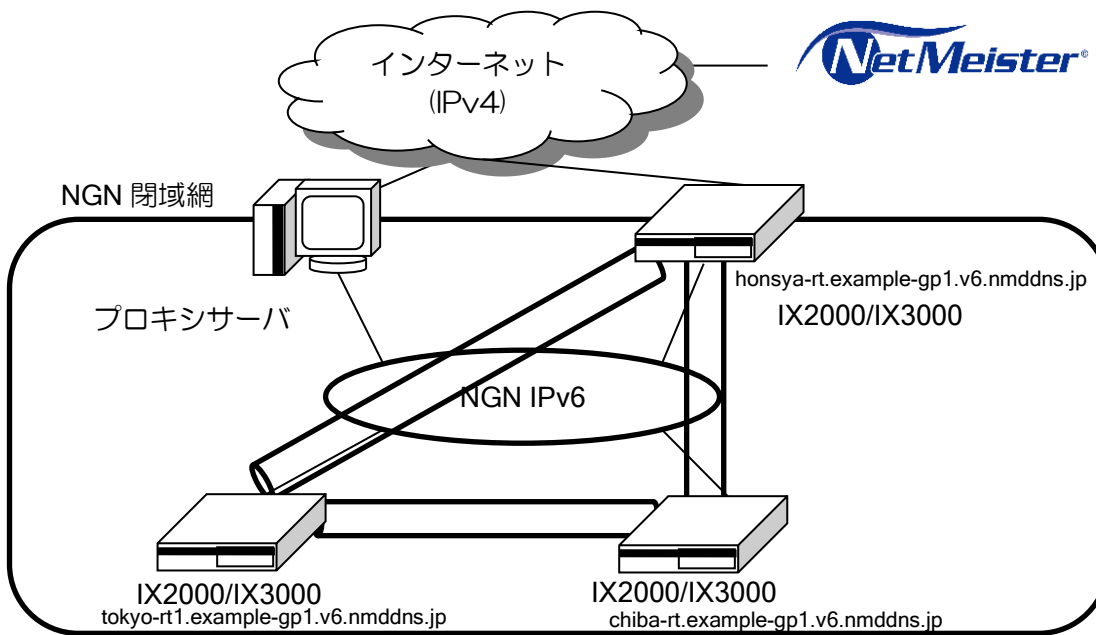 インターネット
(IPv4)
NetMeister®
NGN 閉域網
honsya-rt.example-gp1.v6.nmddns.jp
IX2000/IX3000
プロキシサーバ
NGN IPv6
IX2000/IX3000
tokyo-rt1.example-gp1.v6.nmddns.jp
IX2000/IX3000
chiba-rt.example-gp1.v6.nmddns.jp